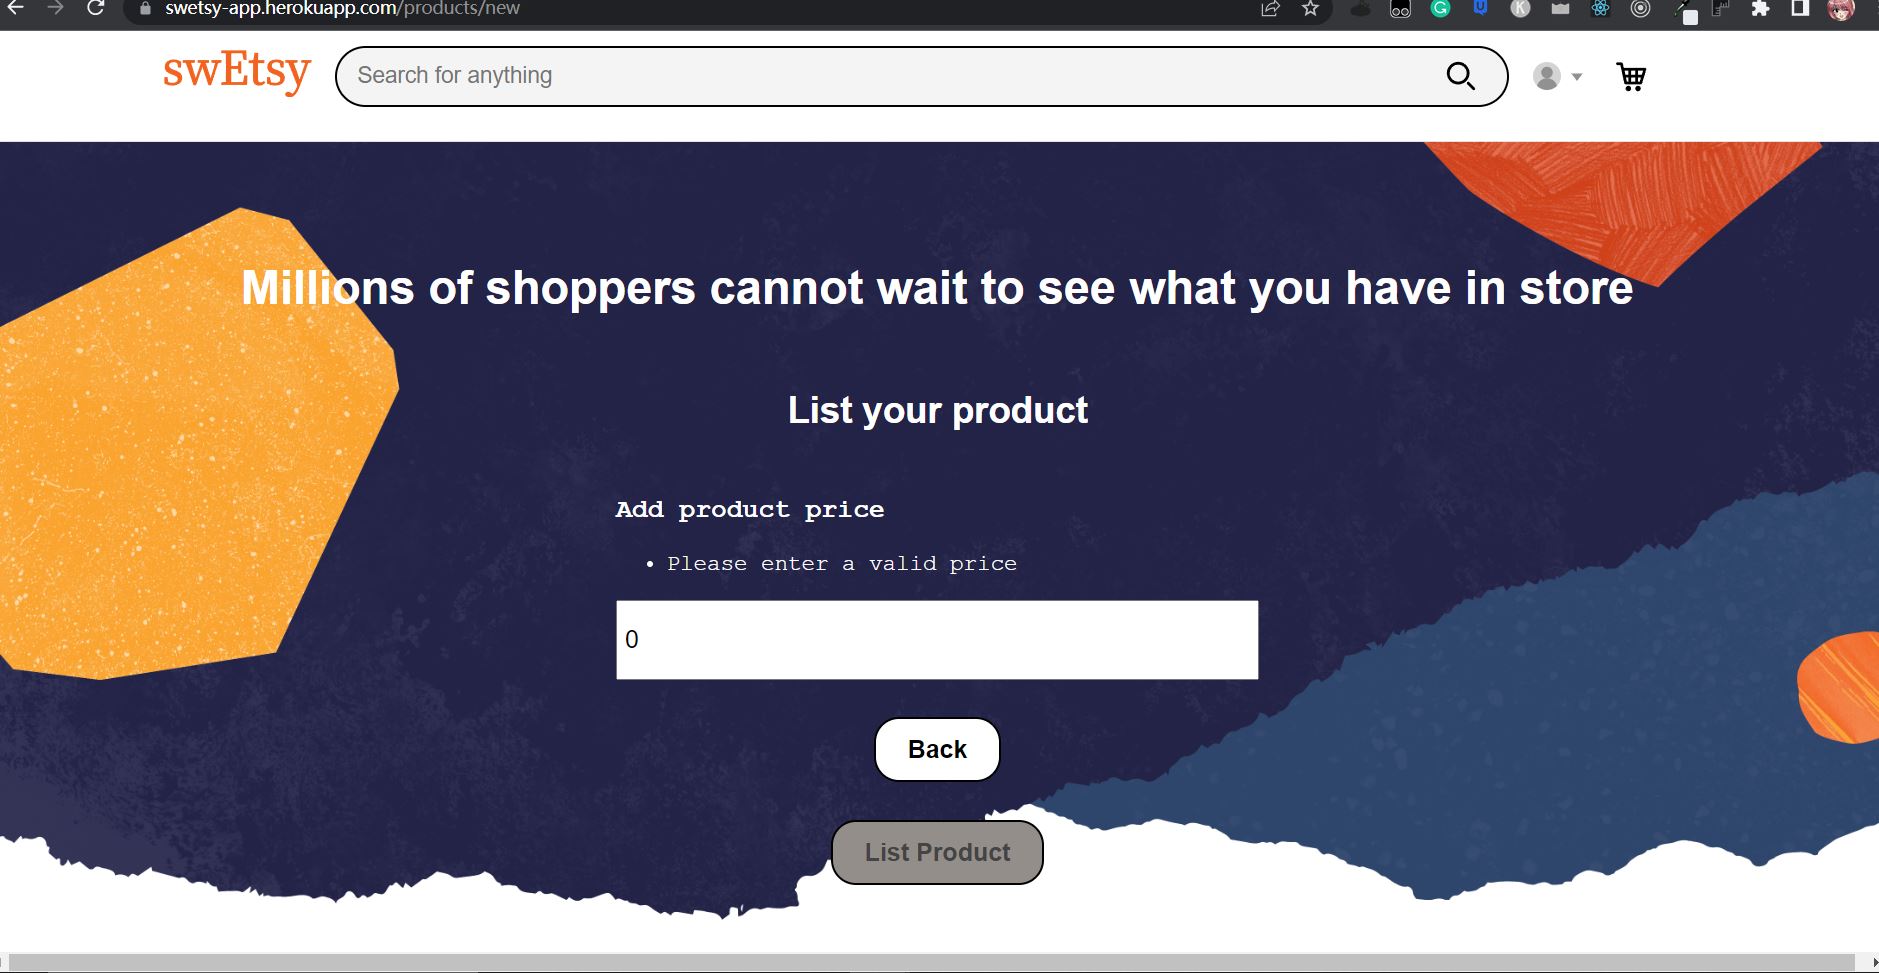 swetsy-app.herokuapp.com/products/new
swEtsy
Search for anything
Millions of shoppers cannot wait to see what you have in store
List your product
Add product price
• Please enter a valid price
0
Back
List Product